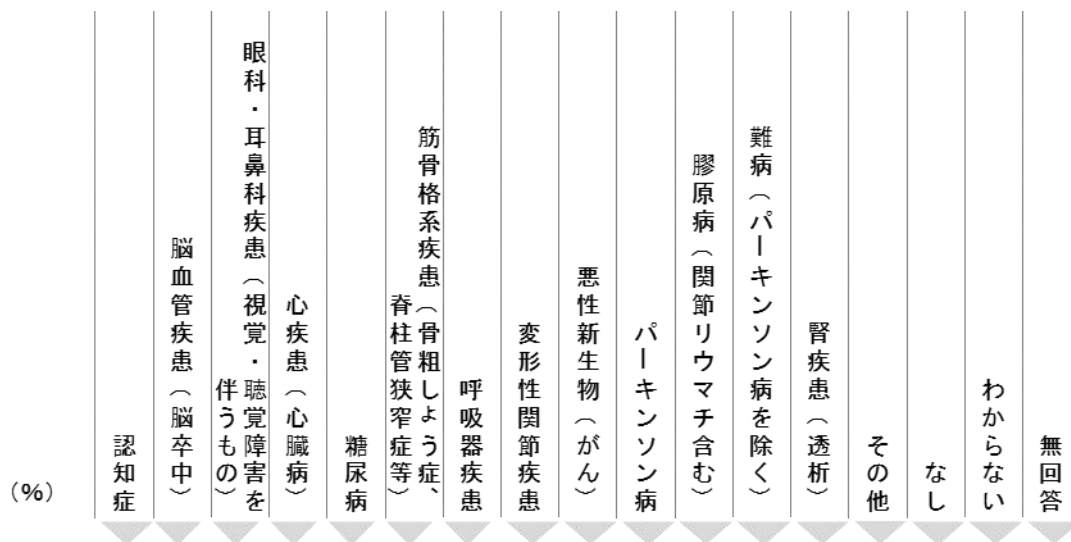 （%）
認知症
脳血管疾患（脳卒中）
眼科・耳鼻科疾患（視覚・聴覚障害を
伴うもの）
心疾患（心臓病）
糖尿病
筋骨格系疾患（骨粗しょう症、
脊柱管狭窄症等）
呼吸器疾患
変形性関節疾患
悪性新生物（がん）
パーキンソン病
膠原病（関節リウマチ含む）
難病（パーキンソン病を除く）
腎疾患（透析）
その他
なし
わからない
無回答